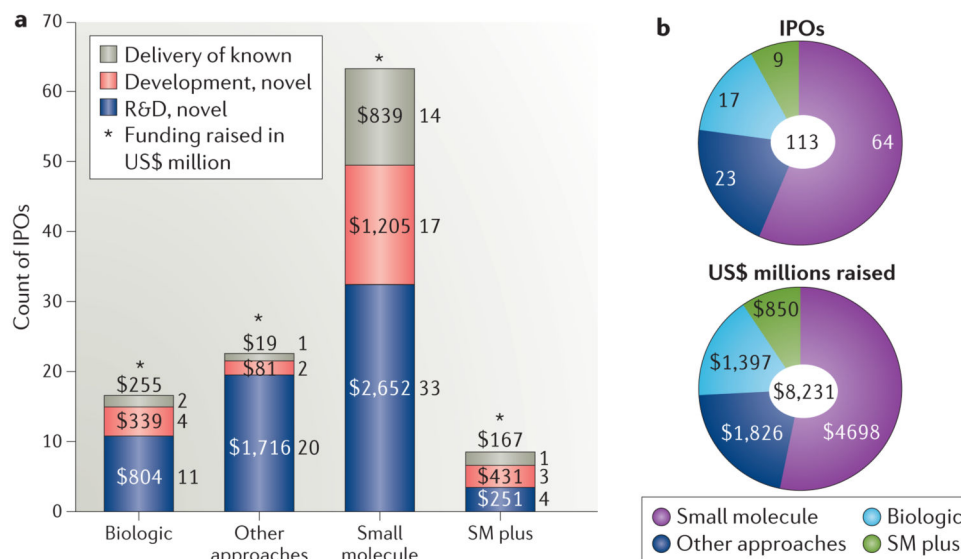 a
70
60
50
40
30
20
10
0
Count of IPOs
Delivery of known
Development, novel
R&D, novel
* Funding raised in
US$ million
*
$255
2
$339
4
$804
11
Biologic
*
$19
1
$81
2
$1,716
20
Other
approaches
*
$839
14
$1,205
17
$2,652
33
Small
molecule
*
$167
1
$431
3
$251
4
SM plus
b
IPOs
9
17
113
64
23
US$ millions raised
$850
$1,397
$8,231
$1,826
$4698
Small molecule
Biologic
Other approaches
SM plus